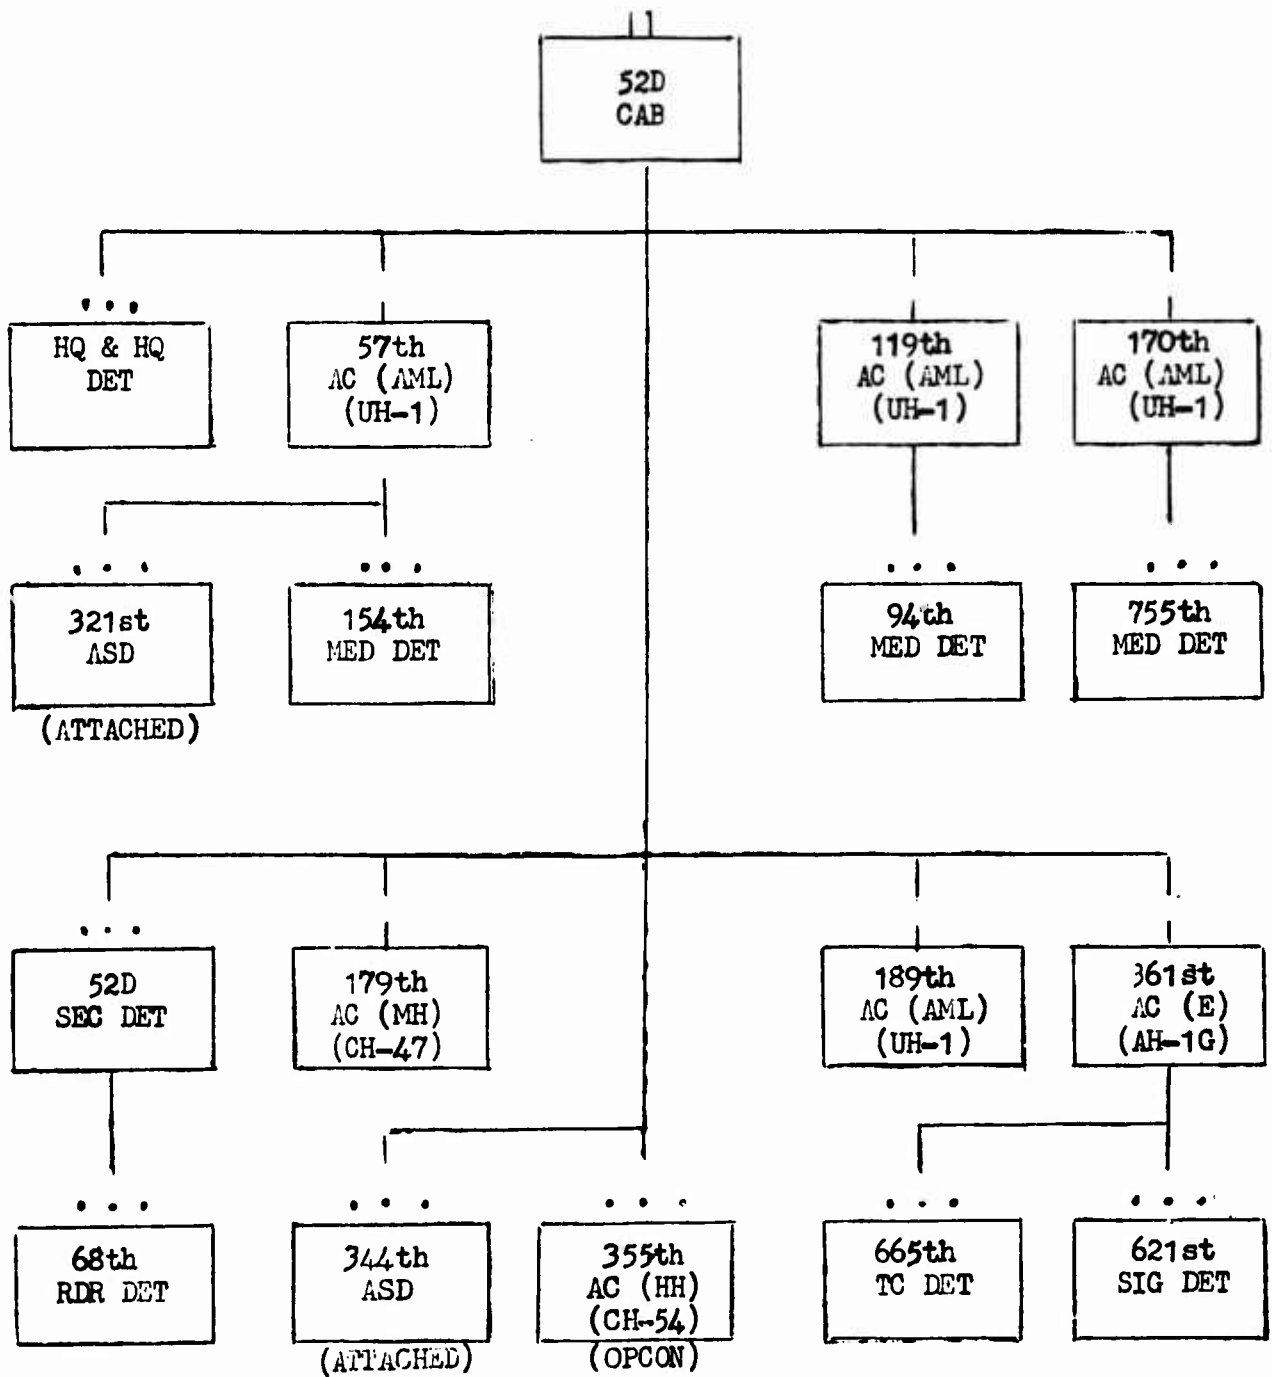 52D
CAB
HQ & HQ
DET
57th
AC (AML)
(UH-1)
119th
AC (AML)
(UH-1)
170th
AC (AML)
(UH-1)
321st
ASD
(ATTACHED)
154th
MED DET
94th
MED DET
755th
MED DET
52D
SEC DET
179th
AC (MH)
(CH-47)
189th
AC (AML)
(UH-1)
361st
AC (E)
(AH-1G)
68th
RDR DET
344th
ASD
(ATTACHED)
355th
AC (HH)
(CH-54)
(OPCON)
665th
TC DET
621st
SIG DET